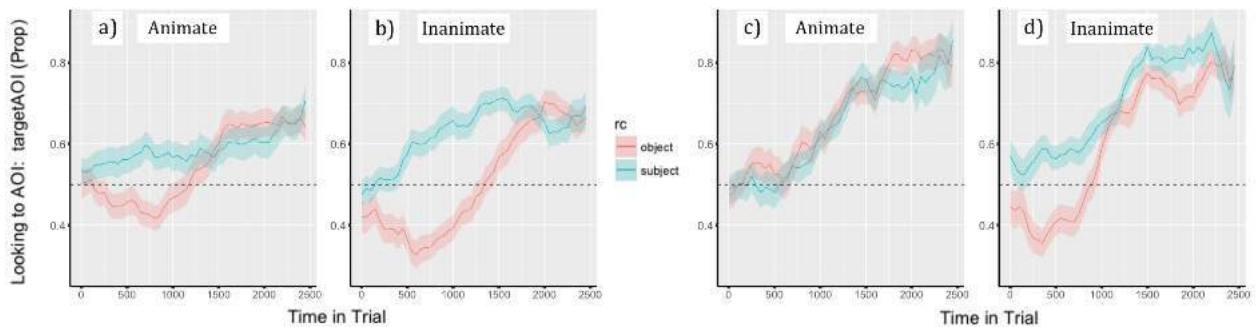 Looking to AOI: targetAOI (Prop)
a) Animate
b) Inanimate
c) Animate
d) Inanimate
0.8
0.6
0.4
0.8
0.6
0.4
0.8
0.6
0.4
0.8
0.6
0.4
rc
object
subject
0 500 1000 1500 2000 2500
0 500 1000 1500 2000 2500
0 500 1000 1500 2000 2500
0 500 1000 1500 2000 2500
Time in Trial
Time in Trial